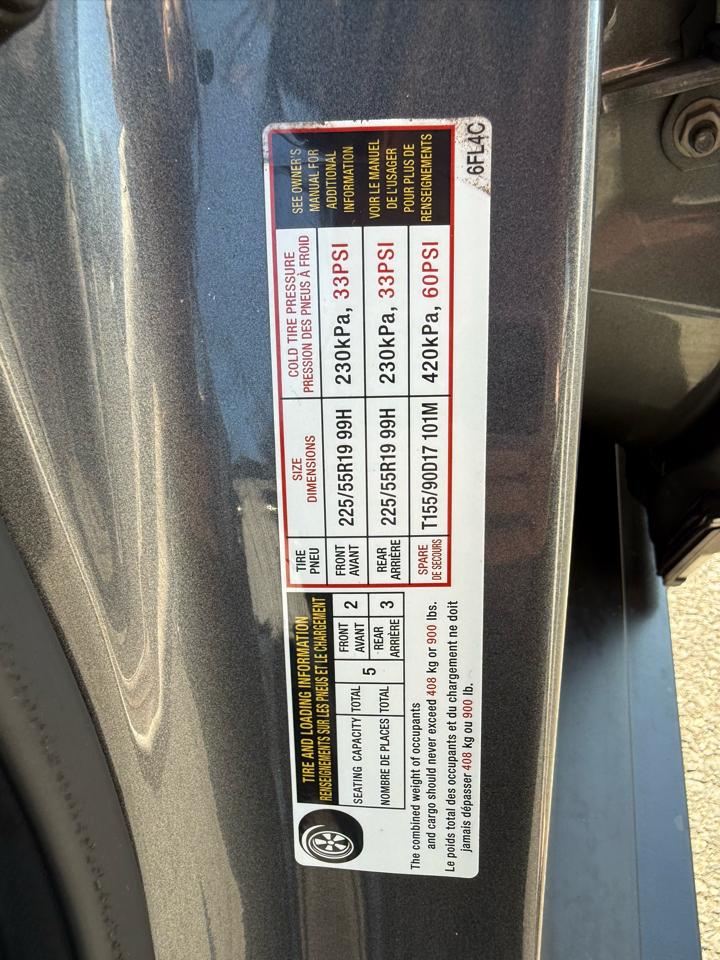 TIRE AND LOADING INFORMATION
RENSEIGNEMENTS SUR LES PNEUS ET LE CHARGEMENT
SEATING CAPACITY TOTAL 5 FRONT AVANT 2
NOMBRE DE PLACES TOTAL REAR ARRIÈRE 3
The combined weight of occupants
and cargo should never exceed 408 kg or 900 lbs.
Le poids total des occupants et du chargement ne doit
jamais dépasser 408 kg ou 900 lb.
TIRE
PNEU
SIZE
DIMENSIONS
COLD TIRE PRESSURE
PRESSION DES PNEUS À FROID
FRONT
AVANT
225/55R19 99H
230kPa, 33PSI
REAR
ARRIÈRE
225/55R19 99H
230kPa, 33PSI
SPARE
DE SECOURS
T155/90D17 101M
420kPa, 60PSI
SEE OWNER'S
MANUAL FOR
ADDITIONAL
INFORMATION
VOIR LE MANUEL
DE L'USAGER
POUR PLUS DE
RENSEIGNEMENTS
6FL4C